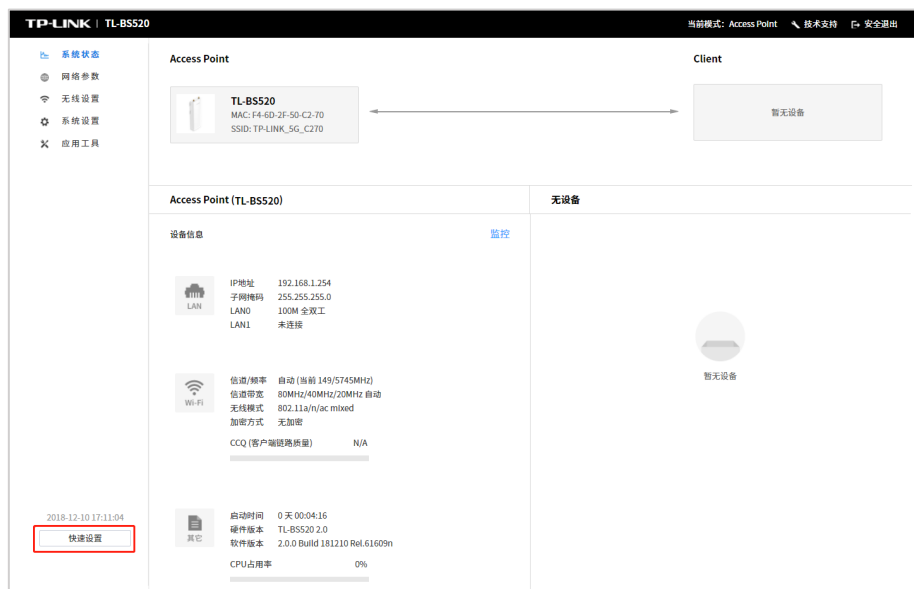 TP-LINK | TL-BS520
当前模式：Access Point 技术支持 安全退出
系统状态
网络参数
无线设置
系统设置
应用工具
2018-12-10 17:11:04
快速设置
Access Point
Client
TL-BS520
MAC: F4-6D-2F-50-C2-70
SSID: TP-LINK_5G_C270
暂无设备
Access Point (TL-BS520)
无设备
设备信息
监控
LAN
IP地址 192.168.1.254
子网掩码 255.255.255.0
LAN0 100M 全双工
LAN1 未连接
暂无设备
Wi-Fi
信道/频率 自动 (当前 149/5745MHz)
信道带宽 80MHz/40MHz/20MHz 自动
无线模式 802.11a/n/ac mixed
加密方式 无加密
CCQ (客户端链路质量) N/A
其它
启动时间 0 天 00:04:16
硬件版本 TL-BS520 2.0
软件版本 2.0.0 Build 181210 Rel.61609n
CPU占用率 0%